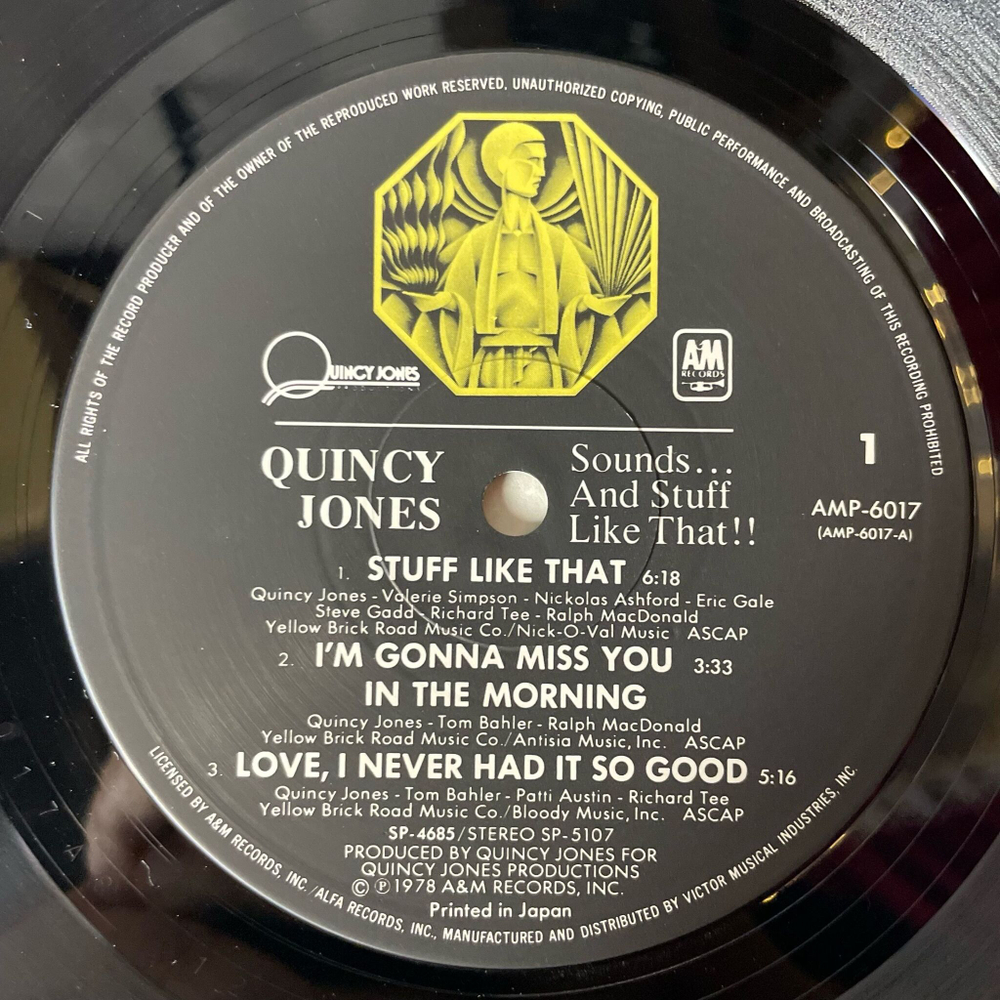 ALL RIGHTS OF THE RECORD PRODUCER AND OF THE OWNER OF THE REPRODUCED WORK RESERVED, UNAUTHORIZED COPYING, PUBLIC PERFORMANCE AND BROADCASTING OF THIS RECORDING PROHIBITED
QUINCY JONES
A&M
RECORDS
QUINCY
JONES
Sounds...
And Stuff
Like That!!
1
AMP-6017
(AMP-6017-A)
1. STUFF LIKE THAT 6:18
Quincy Jones - Valerie Simpson - Nickolas Ashford - Eric Gale
Steve Gadd - Richard Tee - Ralph MacDonald
Yellow Brick Road Music Co./Nick-O-Val Music ASCAP
2. I'M GONNA MISS YOU 3:33
IN THE MORNING
Quincy Jones - Tom Bahler - Ralph MacDonald
Yellow Brick Road Music Co./Antisia Music, Inc. ASCAP
3. LOVE, I NEVER HAD IT SO GOOD 5:16
Quincy Jones - Tom Bahler - Patti Austin - Richard Tee
Yellow Brick Road Music Co./Bloody Music, Inc. ASCAP
SP-4685/STEREO SP-5107
PRODUCED BY QUINCY JONES FOR
QUINCY JONES PRODUCTIONS
© ℗ 1978 A&M RECORDS, INC.
Printed in Japan
LICENSED BY A&M RECORDS, INC./ALFA RECORDS, INC., MANUFACTURED AND DISTRIBUTED BY VICTOR MUSICAL INDUSTRIES, INC.